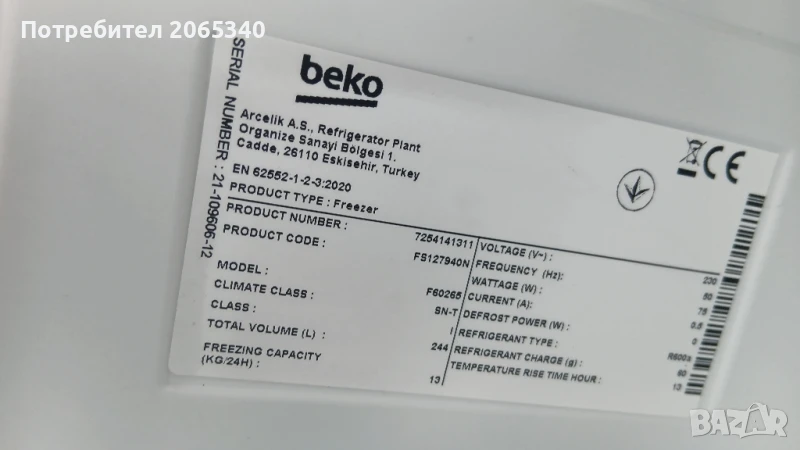 Потребител 2065340
beko
Arcelik A.S., Refrigerator Plant
Organize Sanayi Bölgesi 1.
Cadde, 26110 Eskisehir, Turkey
EN 62552-1-2-3:2020
PRODUCT TYPE : Freezer
PRODUCT NUMBER : 7254141311
PRODUCT CODE : FS127940N
MODEL : F60265
CLIMATE CLASS : SN-T
CLASS : I
TOTAL VOLUME (L) : 244
FREEZING CAPACITY
(KG/24H) : 13
VOLTAGE (V~) : 230
FREQUENCY (Hz): 50
WATTAGE (W) : 75
CURRENT (A): 0.5
DEFROST POWER (W) : 0
REFRIGERANT TYPE : R600a
REFRIGERANT CHARGE (g) : 60
TEMPERATURE RISE TIME HOUR : 13
SERIAL NUMBER : 21-109606-12
CE
BAZAR